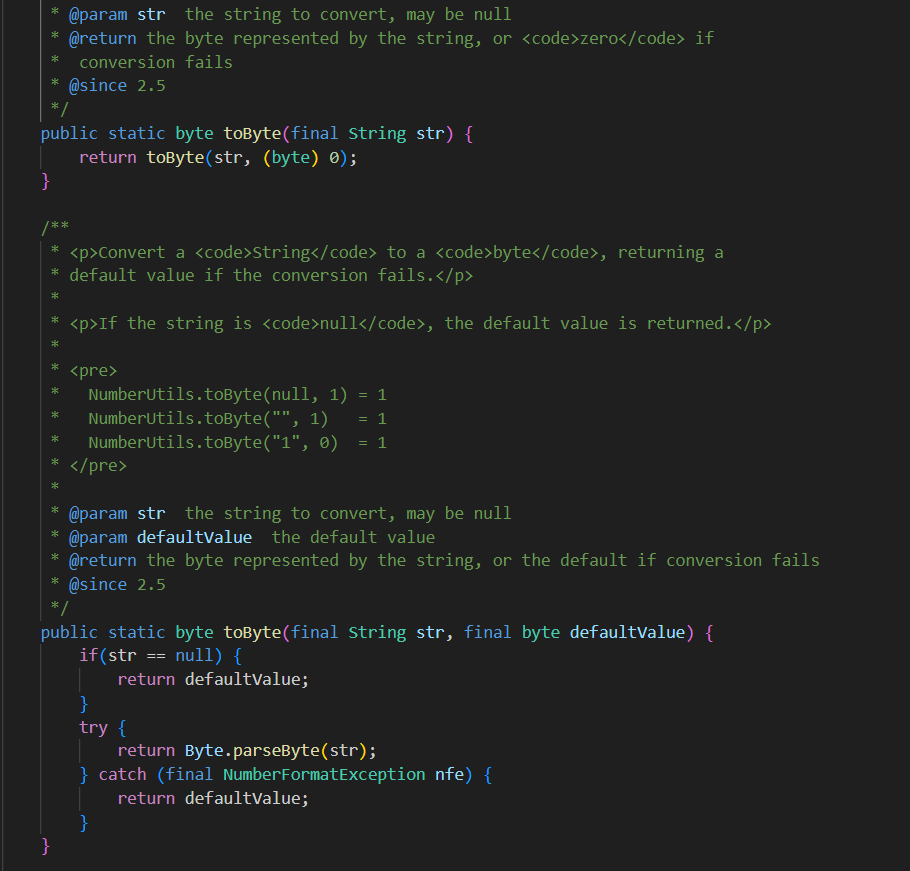 * @param str  the string to convert, may be null
* @return the byte represented by the string, or <code>zero</code> if
*  conversion fails
* @since 2.5
*/
public static byte toByte(final String str) {
    return toByte(str, (byte) 0);
}

/**
 * <p>Convert a <code>String</code> to a <code>byte</code>, returning a
 * default value if the conversion fails.</p>
 *
 * <p>If the string is <code>null</code>, the default value is returned.</p>
 *
 * <pre>
 *   NumberUtils.toByte(null, 1) = 1
 *   NumberUtils.toByte("", 1)   = 1
 *   NumberUtils.toByte("1", 0)  = 1
 * </pre>
 *
 * @param str  the string to convert, may be null
 * @param defaultValue  the default value
 * @return the byte represented by the string, or the default if conversion fails
 * @since 2.5
 */
public static byte toByte(final String str, final byte defaultValue) {
    if(str == null) {
        return defaultValue;
    }
    try {
        return Byte.parseByte(str);
    } catch (final NumberFormatException nfe) {
        return defaultValue;
    }
}